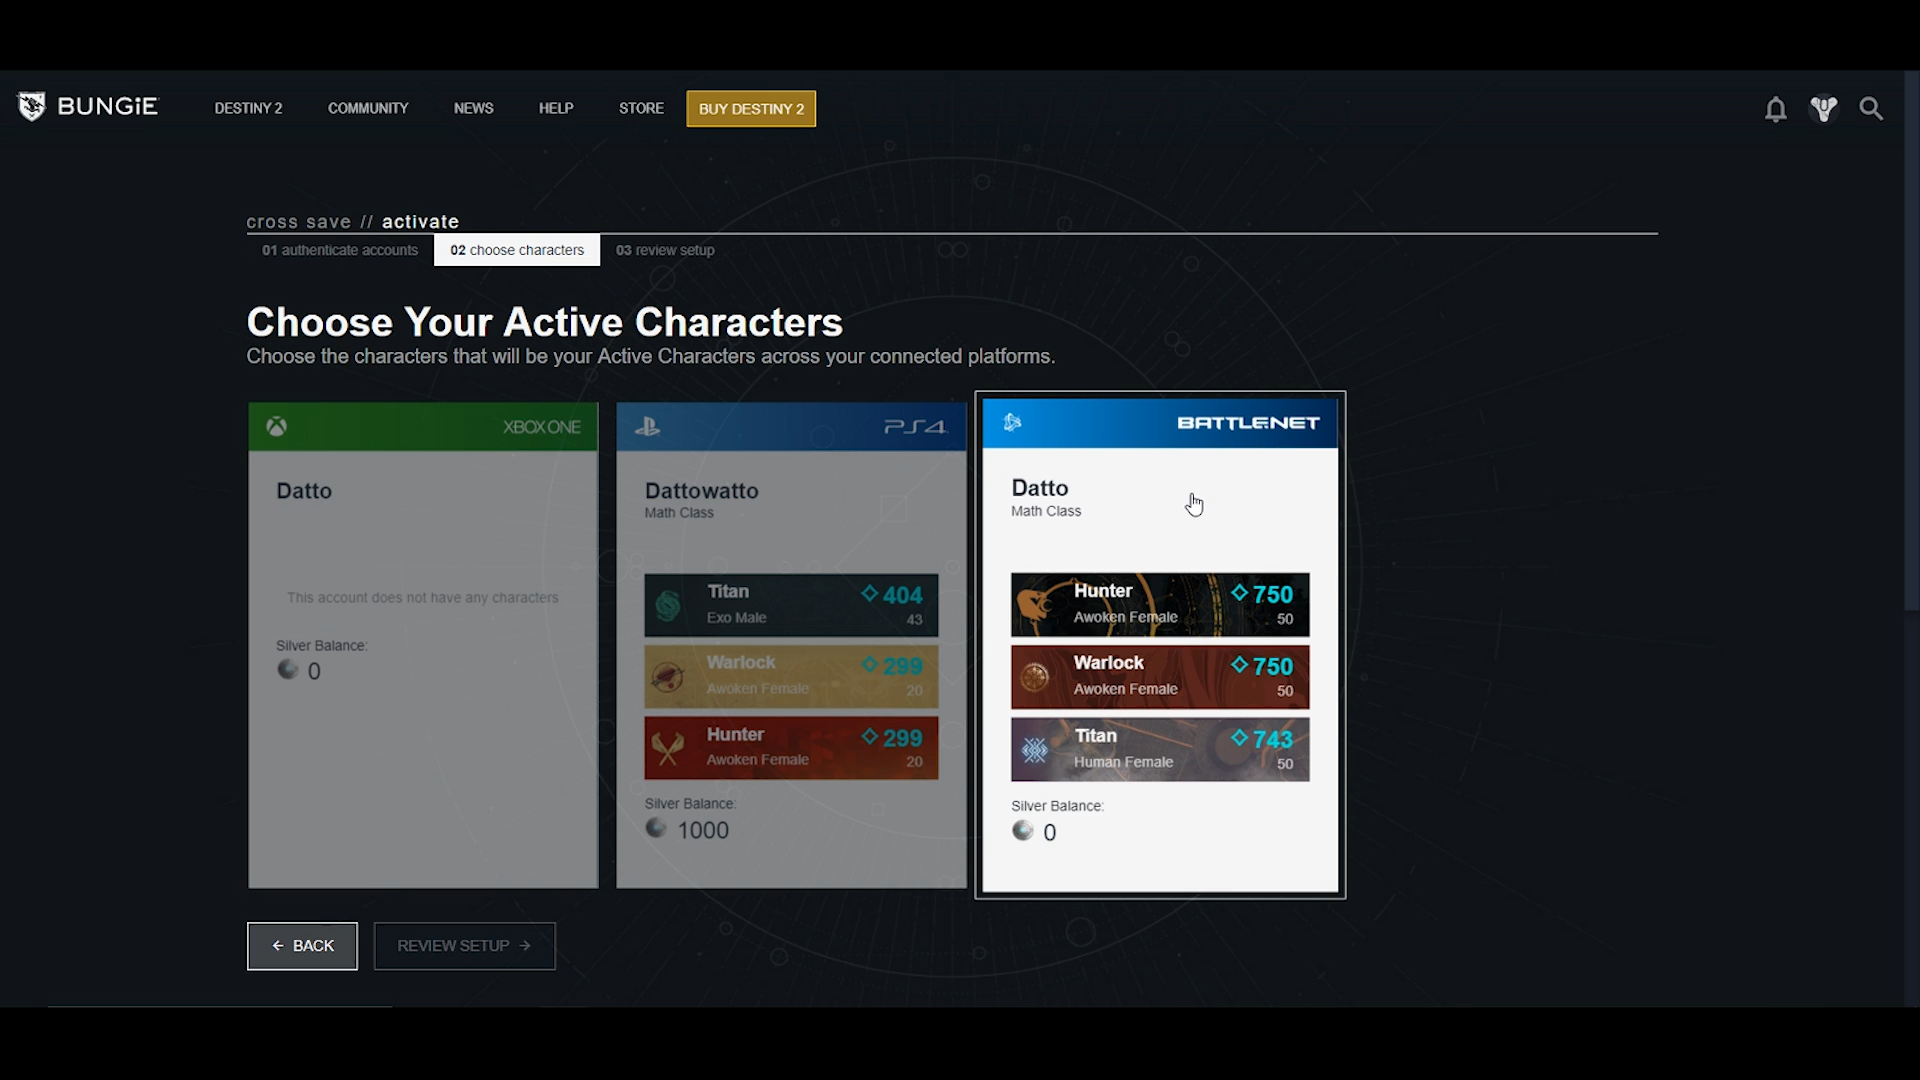 BUNGiE
DESTINY 2 COMMUNITY NEWS HELP STORE BUY DESTINY 2
cross save // activate
01 authenticate accounts 02 choose characters 03 review setup
Choose Your Active Characters
Choose the characters that will be your Active Characters across your connected platforms.
XBOX ONE
Datto
This account does not have any characters
Silver Balance:
0
PS4
Dattowatto
Math Class
Titan 404
Exo Male 43
Warlock 299
Awoken Female 20
Hunter 299
Awoken Female 20
Silver Balance:
1000
BATTLE.NET
Datto
Math Class
Hunter 750
Awoken Female 50
Warlock 750
Awoken Female 50
Titan 743
Human Female 50
Silver Balance:
0
← BACK
REVIEW SETUP →